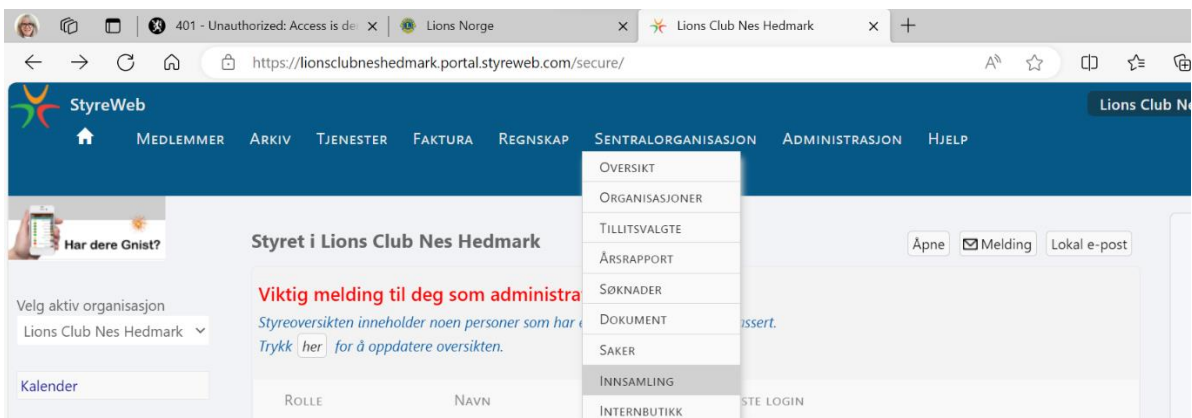 401 - Unauthorized: Access is de
Lions Norge
Lions Club Nes Hedmark
https://lionsclubneshedmark.portal.styreweb.com/secure/
StyreWeb
Lions Club Ne
MEDLEMMER ARKIV TJENESTER FAKTURA REGNSKAP SENTRALORGANISASJON ADMINISTRASJON HJELP
OVERSIKT
ORGANISASJONER
TILLITSVALGTE
ÅRSRAPPORT
SØKNADER
DOKUMENT
SAKER
INNSAMLING
INTERNBUTIKK
Har dere Gnist?
Velg aktiv organisasjon
Lions Club Nes Hedmark
Kalender
Styret i Lions Club Nes Hedmark
Åpne Melding Lokal e-post
Viktig melding til deg som administra
Styreoversikten inneholder noen personer som har e ssert.
Trykk her for å oppdatere oversikten.
ROLLE NAVN STE LOGIN